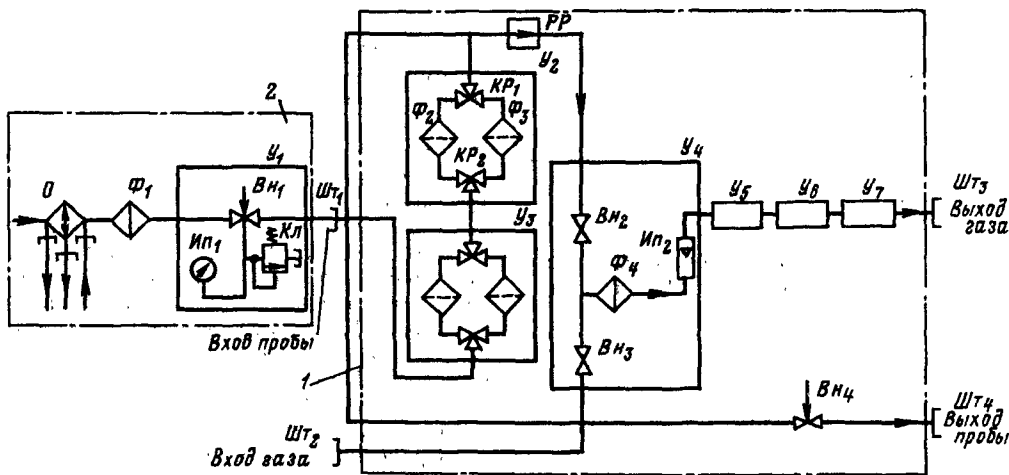 PP
У2
КР1
Ф2
Ф3
КР2
2
У1
О
Ф1
Вн1
Шт1
Кл
Ип1
У3
У4
У5
У6
У7
Шт3
Выход
газа
Вн2
Ип2
Ф4
Вход пробы
Вн3
1
Вн4
Шт4
Выход
пробы
Шт2
Вход газа